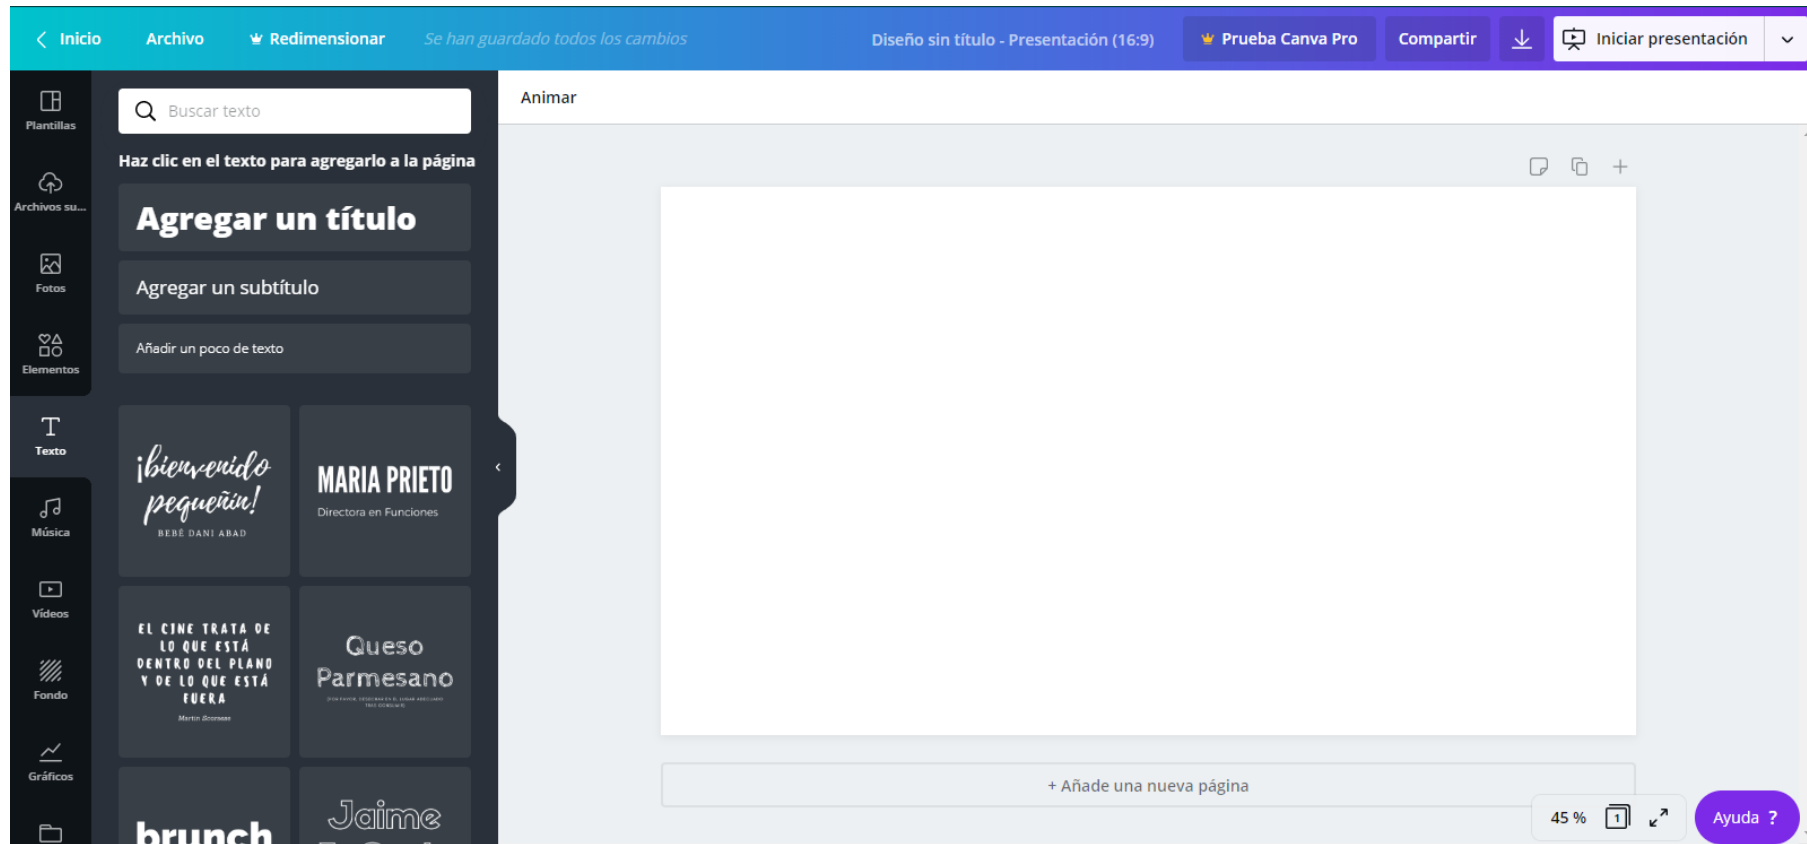 Inicio
Archivo
Redimensionar
Se han guardado todos los cambios
Diseño sin título - Presentación (16:9)
Prueba Canva Pro
Compartir
Iniciar presentación
Plantillas
Archivos su...
Fotos
Elementos
Texto
Música
Vídeos
Fondo
Gráficos
Buscar texto
Haz clic en el texto para agregarlo a la página
Agregar un título
Agregar un subtítulo
Añadir un poco de texto
¡bienvenido
pequeñín!
BEBÉ DANI ABAD
MARIA PRIETO
Directora en Funciones
EL CINE TRATA DE
LO QUE ESTÁ
DENTRO DEL PLANO
Y DE LO QUE ESTÁ
FUERA
Martin Scorsese
Queso
Parmesano
brunch
Jaime
Animar
+ Añade una nueva página
45 %
1
Ayuda ?